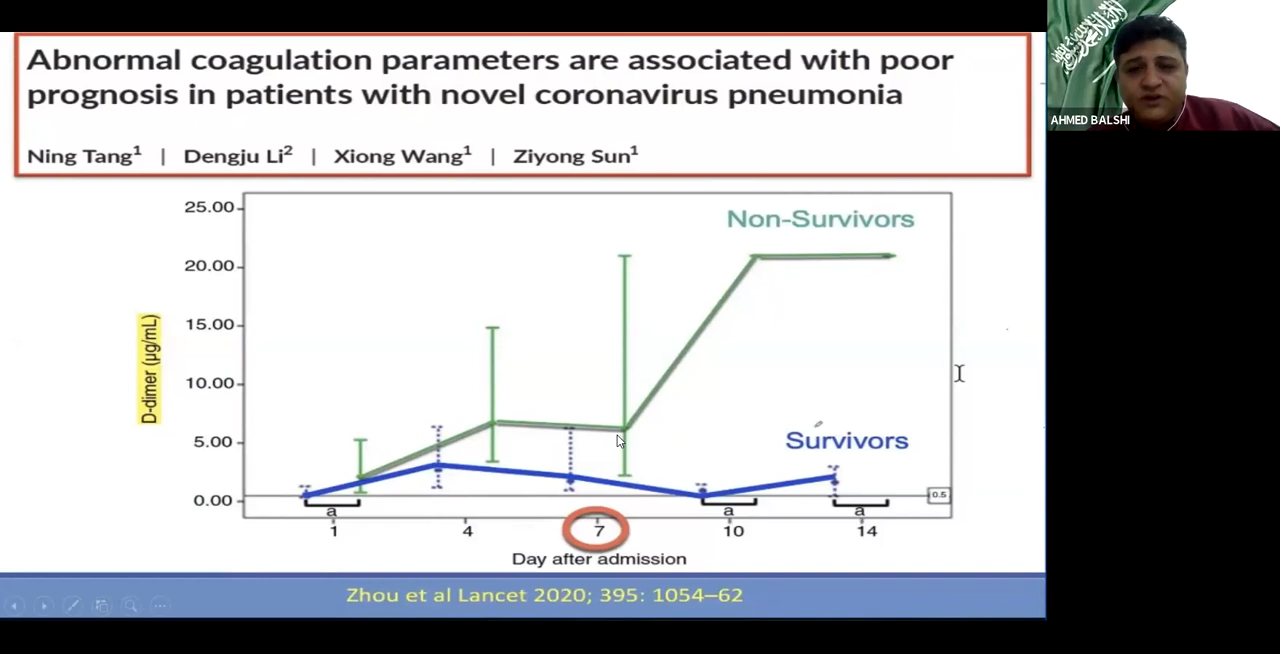 Abnormal coagulation parameters are associated with poor
prognosis in patients with novel coronavirus pneumonia
Ning Tang1 | Dengju Li2 | Xiong Wang1 | Ziyong Sun1
AHMED BALSHI
D-dimer (µg/mL)
25.00
20.00
15.00
10.00
5.00
0.00
Non-Survivors
Survivors
0.5
a
a
a
1 4 7 10 14
Day after admission
Zhou et al Lancet 2020; 395: 1054–62